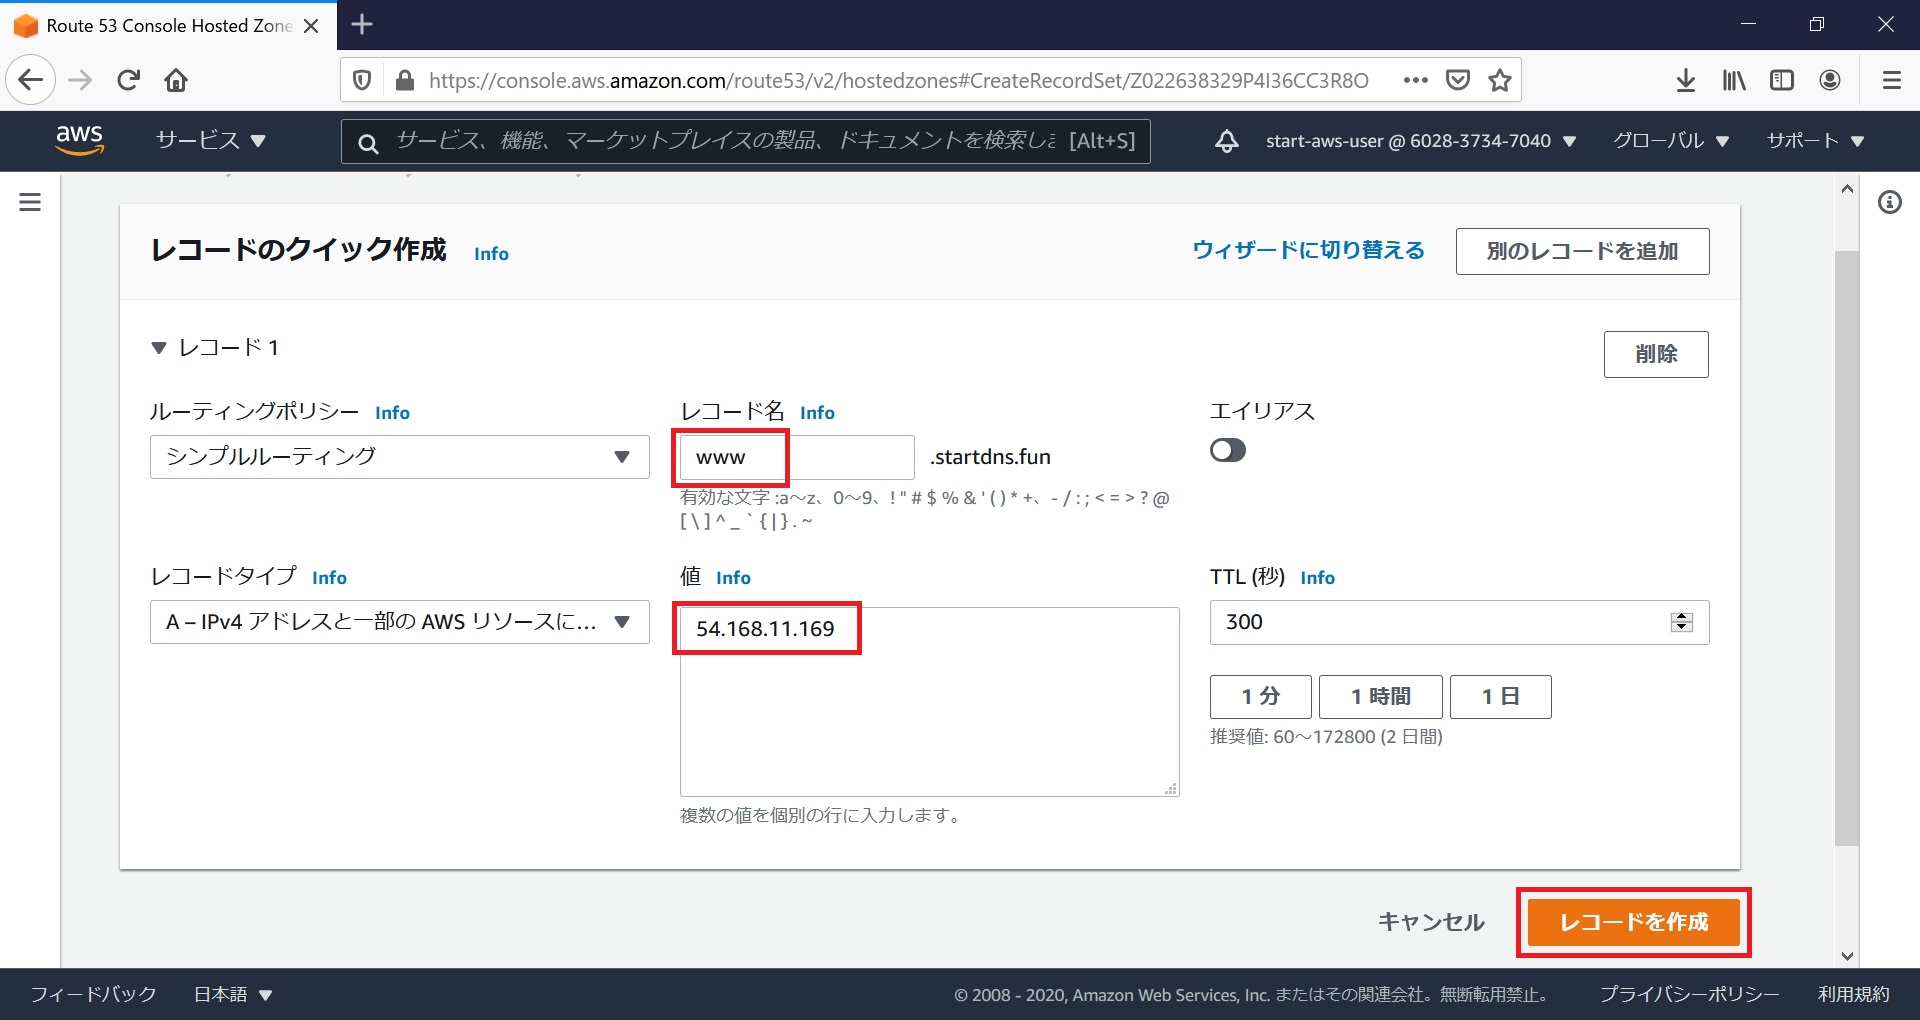 Route 53 Console Hosted Zone
https://console.aws.amazon.com/route53/v2/hostedzones#CreateRecordSet/Z022638329P4I36CC3R8O
aws
サービス
サービス、機能、マーケットプレイスの製品、ドキュメントを検索しま [Alt+S]
start-aws-user @ 6028-3734-7040
グローバル
サポート
レコードのクイック作成 Info
ウィザードに切り替える
別のレコードを追加
レコード 1
削除
ルーティングポリシー Info
レコード名 Info
エイリアス
シンプルルーティング
www
.startdns.fun
有効な文字 :a～z、0～9、! " # $ % & ' ( ) * +、- / : ; < = > ? @
[ \ ] ^ _ ` { | } . ~
レコードタイプ Info
値 Info
TTL (秒) Info
A – IPv4 アドレスと一部の AWS リソースに...
54.168.11.169
300
1 分
1 時間
1 日
推奨値: 60～172800 (2 日間)
複数の値を個別の行に入力します。
キャンセル
レコードを作成
フィードバック
日本語
© 2008 - 2020, Amazon Web Services, Inc. またはその関連会社。無断転用禁止。
プライバシーポリシー
利用規約